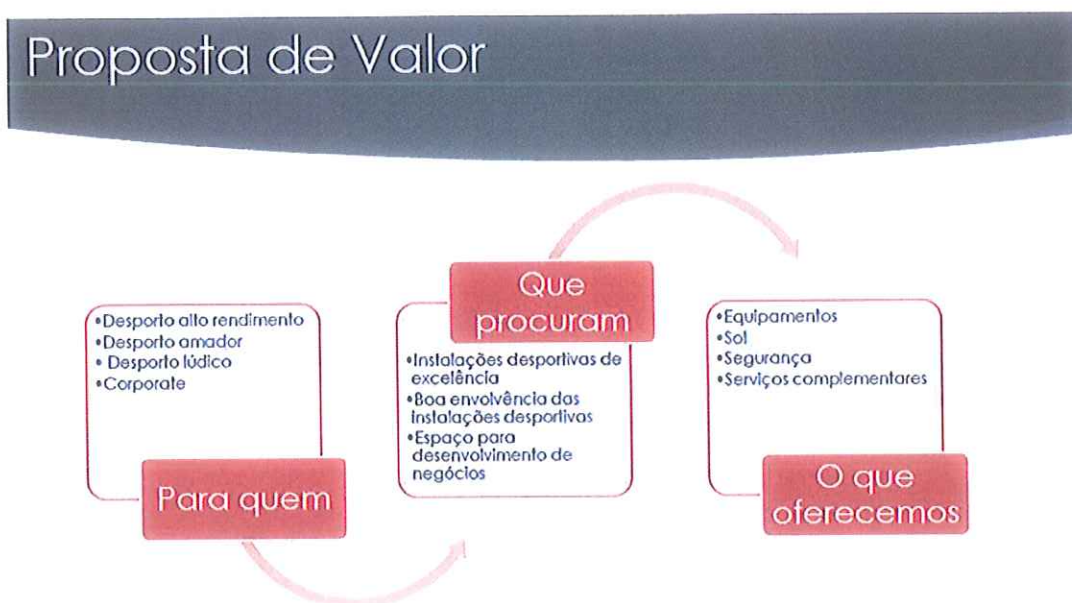 Proposta de Valor
•Desporto alto rendimento
•Desporto amador
• Desporto lúdico
•Corporate
Para quem
Que
procuram
•Instalações desportivas de
excelência
•Boa envolvência das
instalações desportivas
•Espaço para
desenvolvimento de
negócios
•Equipamentos
•Sol
•Segurança
•Serviços complementares
O que
oferecemos